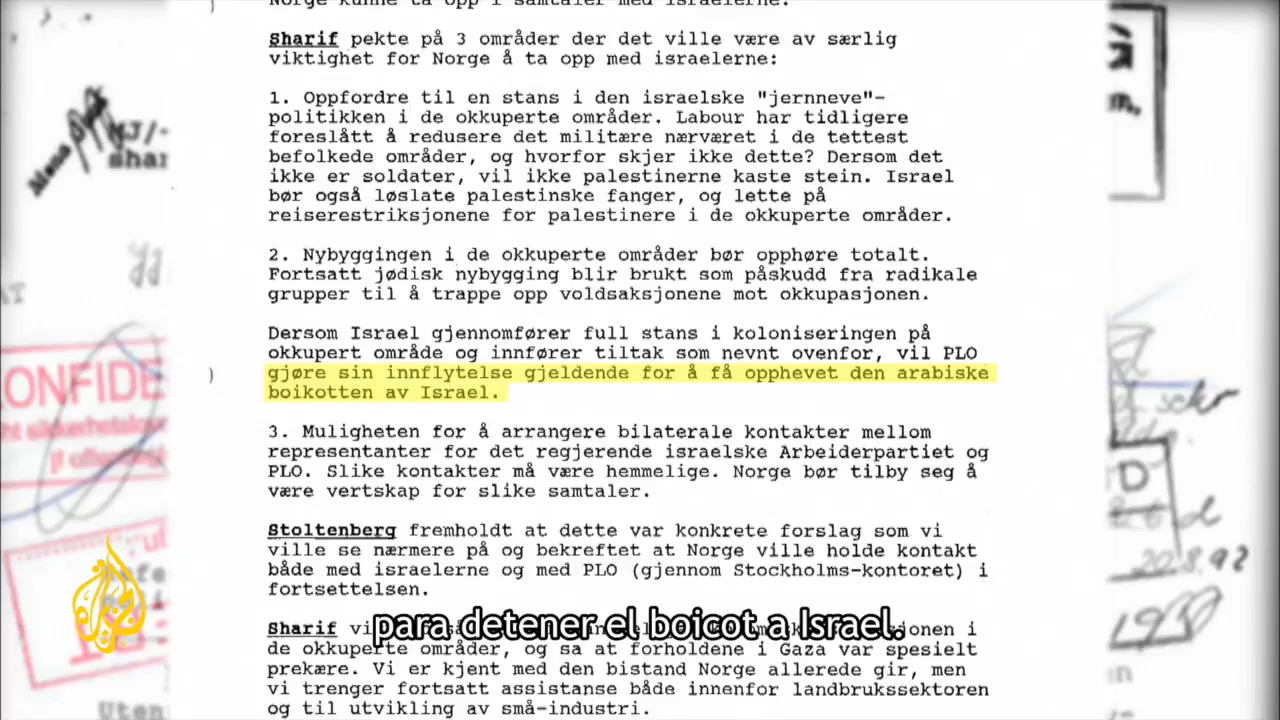 Norge kunne ta opp i samtaler med israelerne.
Sharif pekte på 3 områder der det ville være av særlig
viktighet for Norge å ta opp med israelerne:
1. Oppfordre til en stans i den israelske "jernneve"-
politikken i de okkuperte områder. Labour har tidligere
foreslått å redusere det militære nærværet i de tettest
befolkede områder, og hvorfor skjer ikke dette? Dersom det
ikke er soldater, vil ikke palestinerne kaste stein. Israel
bør også løslate palestinske fanger, og lette på
reiserestriksjonene for palestinere i de okkuperte områder.
2. Nybyggingen i de okkuperte områder bør opphøre totalt.
Fortsatt jødisk nybygging blir brukt som påskudd fra radikale
grupper til å trappe opp voldsaksjonene mot okkupasjonen.
Dersom Israel gjennomfører full stans i koloniseringen på
okkupert område og innfører tiltak som nevnt ovenfor, vil PLO
gjøre sin innflytelse gjeldende for å få opphevet den arabiske
boikotten av Israel.
3. Muligheten for å arrangere bilaterale kontakter mellom
representanter for det regjerende israelske Arbeiderpartiet og
PLO. Slike kontakter må være hemmelige. Norge bør tilby seg å
være vertskap for slike samtaler.
Stoltenberg fremholdt at dette var konkrete forslag som vi
ville se nærmere på og bekreftet at Norge ville holde kontakt
både med israelerne og med PLO (gjennom Stockholms-kontoret) i
fortsettelsen.
para detener el boicot a Israel.
Sharif
de okkuperte områder, og sa at forholdene i Gaza var spesielt
prekære. Vi er kjent med den bistand Norge allerede gir, men
vi trenger fortsatt assistanse både innenfor landbrukssektoren
og til utvikling av små-industri.
ONFIDE
20.8.92
Uten